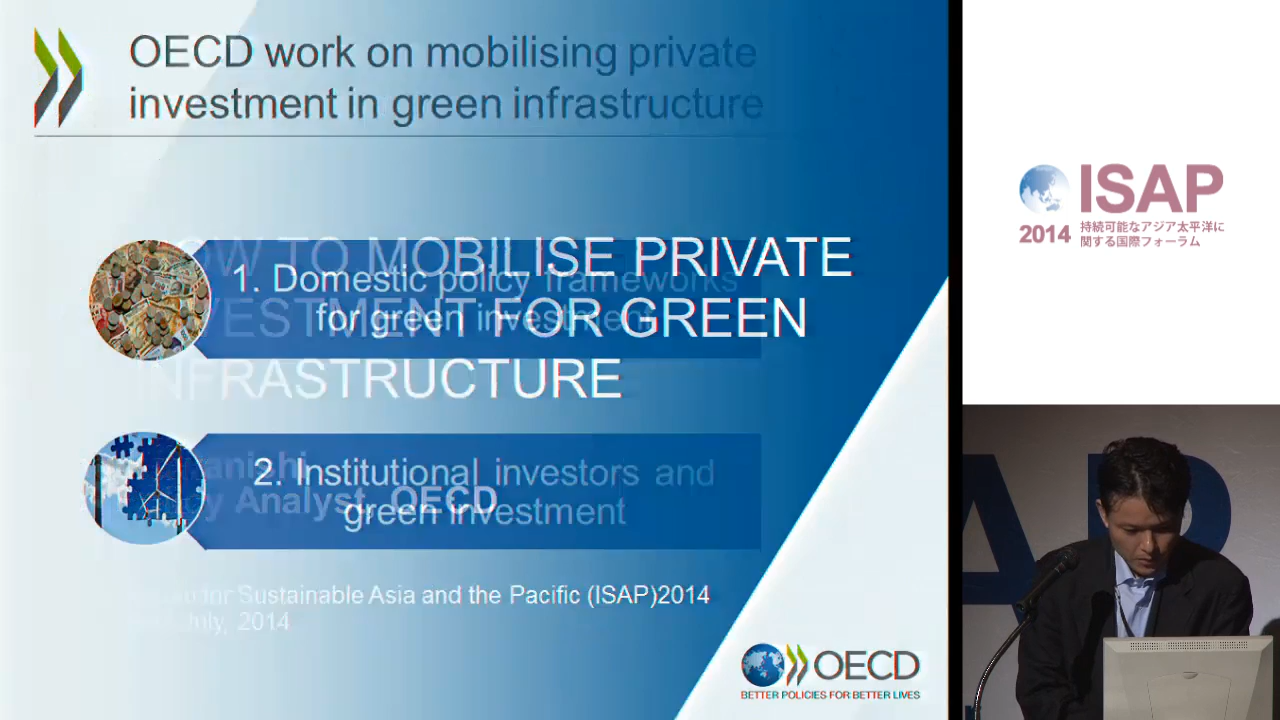 OECD work on mobilising private
investment in green infrastructure
OW TO MOBILISE PRIVATE
VESTMENT FOR GREEN
INFRASTRUCTURE
1. Domestic policy frameworks
for green investment
2. Institutional investors and
green investment
Analyst, OECD
for Sustainable Asia and the Pacific (ISAP)2014
July, 2014
OECD
BETTER POLICIES FOR BETTER LIVES
ISAP
2014
持続可能なアジア太平洋に
関する国際フォーラム